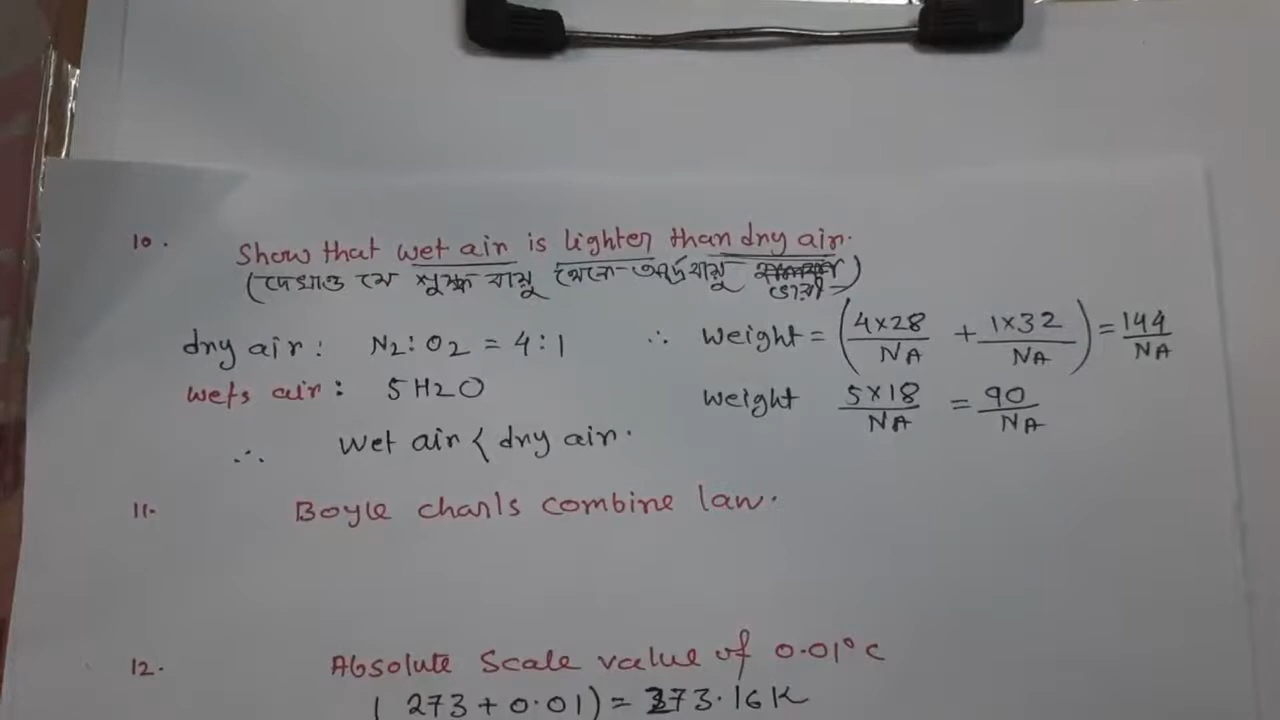 10. Show that wet air is lighter than dry air.
(দেখাও যে শুষ্ক বায়ু থেকে আর্দ্র বায়ু )
dry air: N2:O2 = 4:1 ∴ weight = (4×28/NA + 1×32/NA) = 144/NA
wets air: 5H2O weight 5×18/NA = 90/NA
∴ wet air < dry air.
11. Boyle charls combine law.
12. Absolute scale value of 0.01°c
(273+0.01) = 273.16K